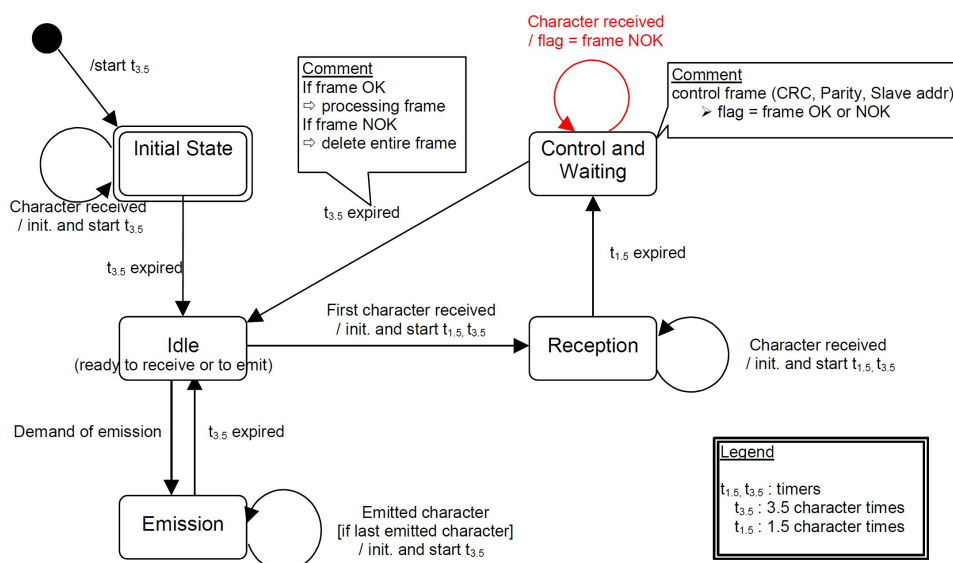 Character received
/ flag = frame NOK
/start t3.5
Comment
If frame OK
⇨ processing frame
If frame NOK
⇨ delete entire frame
Comment
control frame (CRC, Parity, Slave addr)
➢ flag = frame OK or NOK
Initial State
Control and
Waiting
Character received
/ init. and start t3.5
t3.5 expired
t3.5 expired
t1.5 expired
First character received
/ init. and start t1.5, t3.5
Idle
(ready to receive or to emit)
Reception
Character received
/ init. and start t1.5, t3.5
Demand of emission
t3.5 expired
Legend
t1.5, t3.5 : timers
t3.5 : 3.5 character times
t1.5 : 1.5 character times
Emission
Emitted character
[if last emitted character]
/ init. and start t3.5